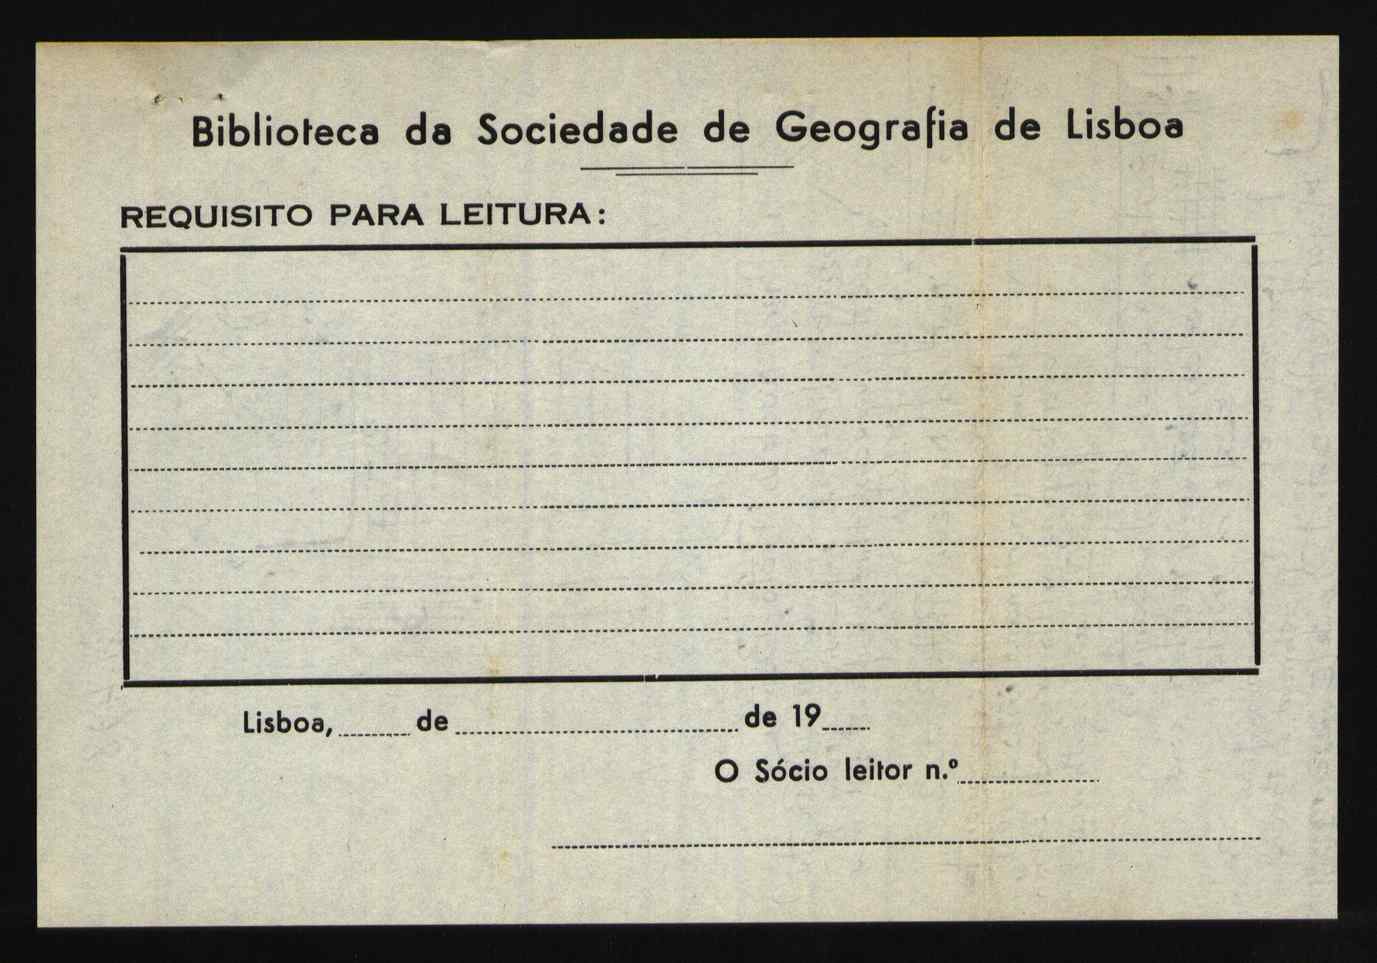 Biblioteca da Sociedade de Geografia de Lisboa
REQUISITO PARA LEITURA:
Lisboa, de de 19
O Sócio leitor n.º